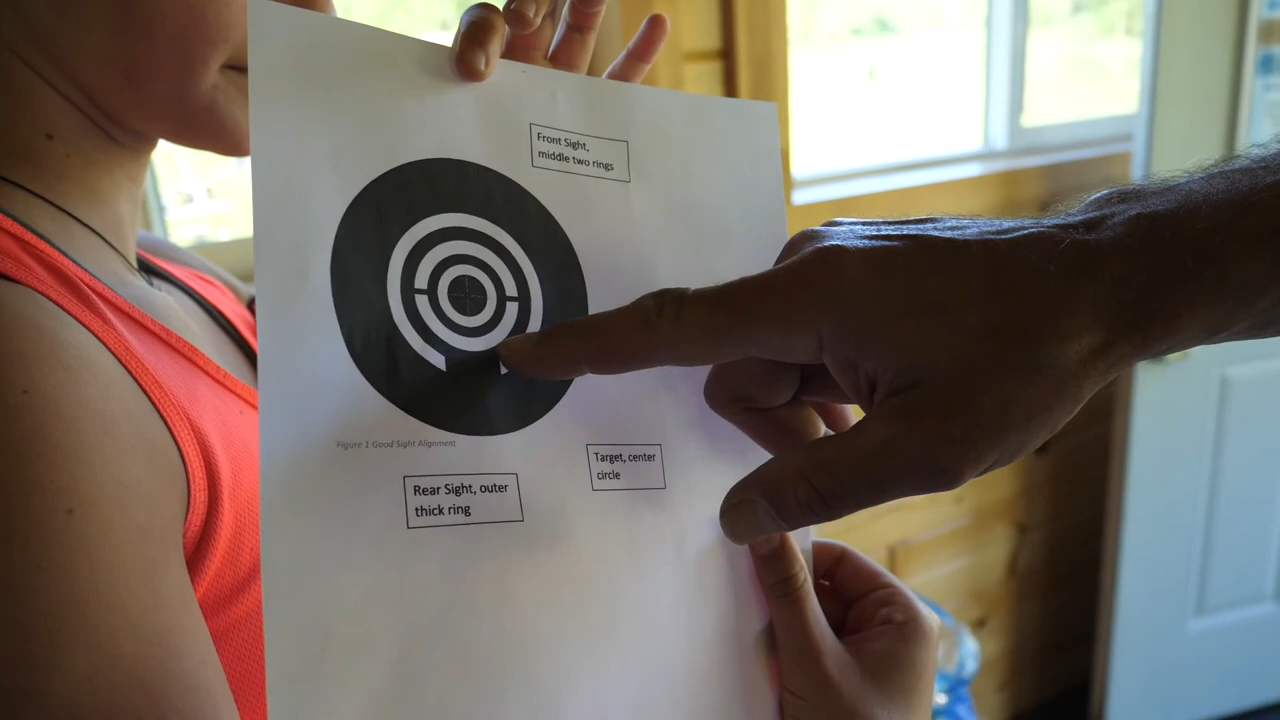 Front Sight,
middle two rings
Figure 1 Good Sight Alignment
Target, center
circle
Rear Sight, outer
thick ring